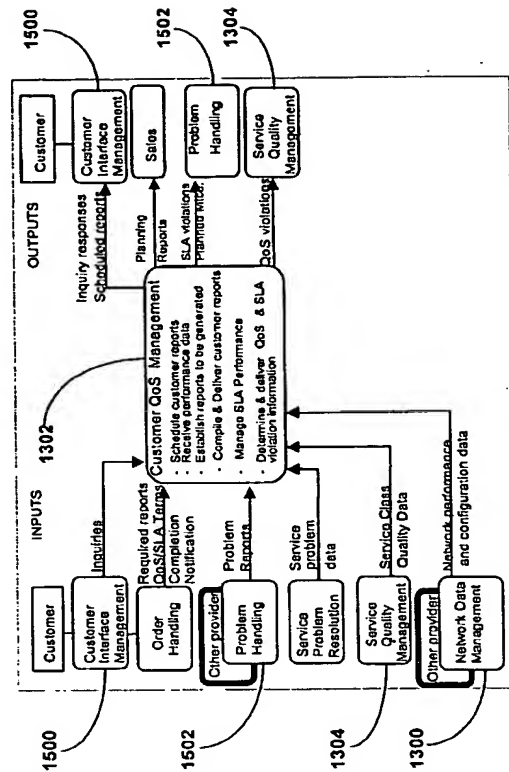 INPUTS
OUTPUTS
1302
1500
1502
1304
1500
1502
1304
1300
Customer
Customer
Interface
Management
Order
Handling
Other provider
Problem
Handling
Service
Problem
Resolution
Service
Quality
Management
Other provider
Network Data
Management
Inquiries
Required reports
QoS/SLA Terms
Completion
Notification
Problem
Reports
Service
problem
data
Service Class
Quality Data
Network performance
and configuration data
Customer QoS Management
- Schedule customer reports
- Receive performance data
- Establish reports to be generated
- Compile & Deliver customer reports
- Manage SLA Performance
- Determine & deliver QoS & SLA
violation information
Inquiry responses
Scheduled reports
Planning
Reports
SLA violations
Planned
QoS violations
Customer
Customer
Interface
Management
Sales
Problem
Handling
Service
Quality
Management